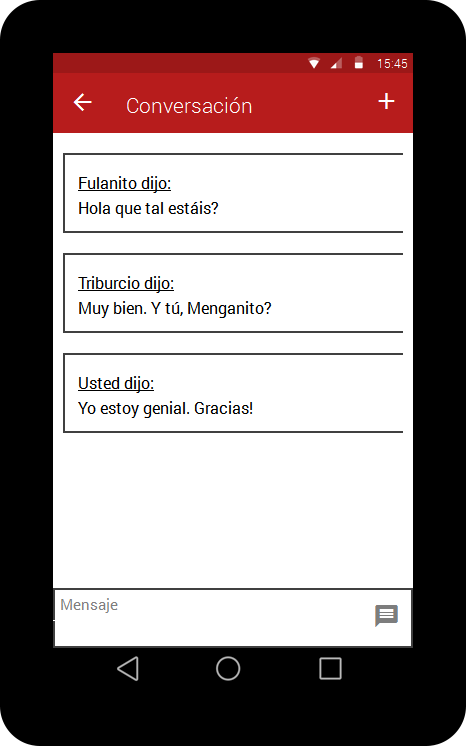 15:45
Conversación
Fulanito dijo:
Hola que tal estáis?
Triburcio dijo:
Muy bien. Y tú, Menganito?
Usted dijo:
Yo estoy genial. Gracias!
Mensaje